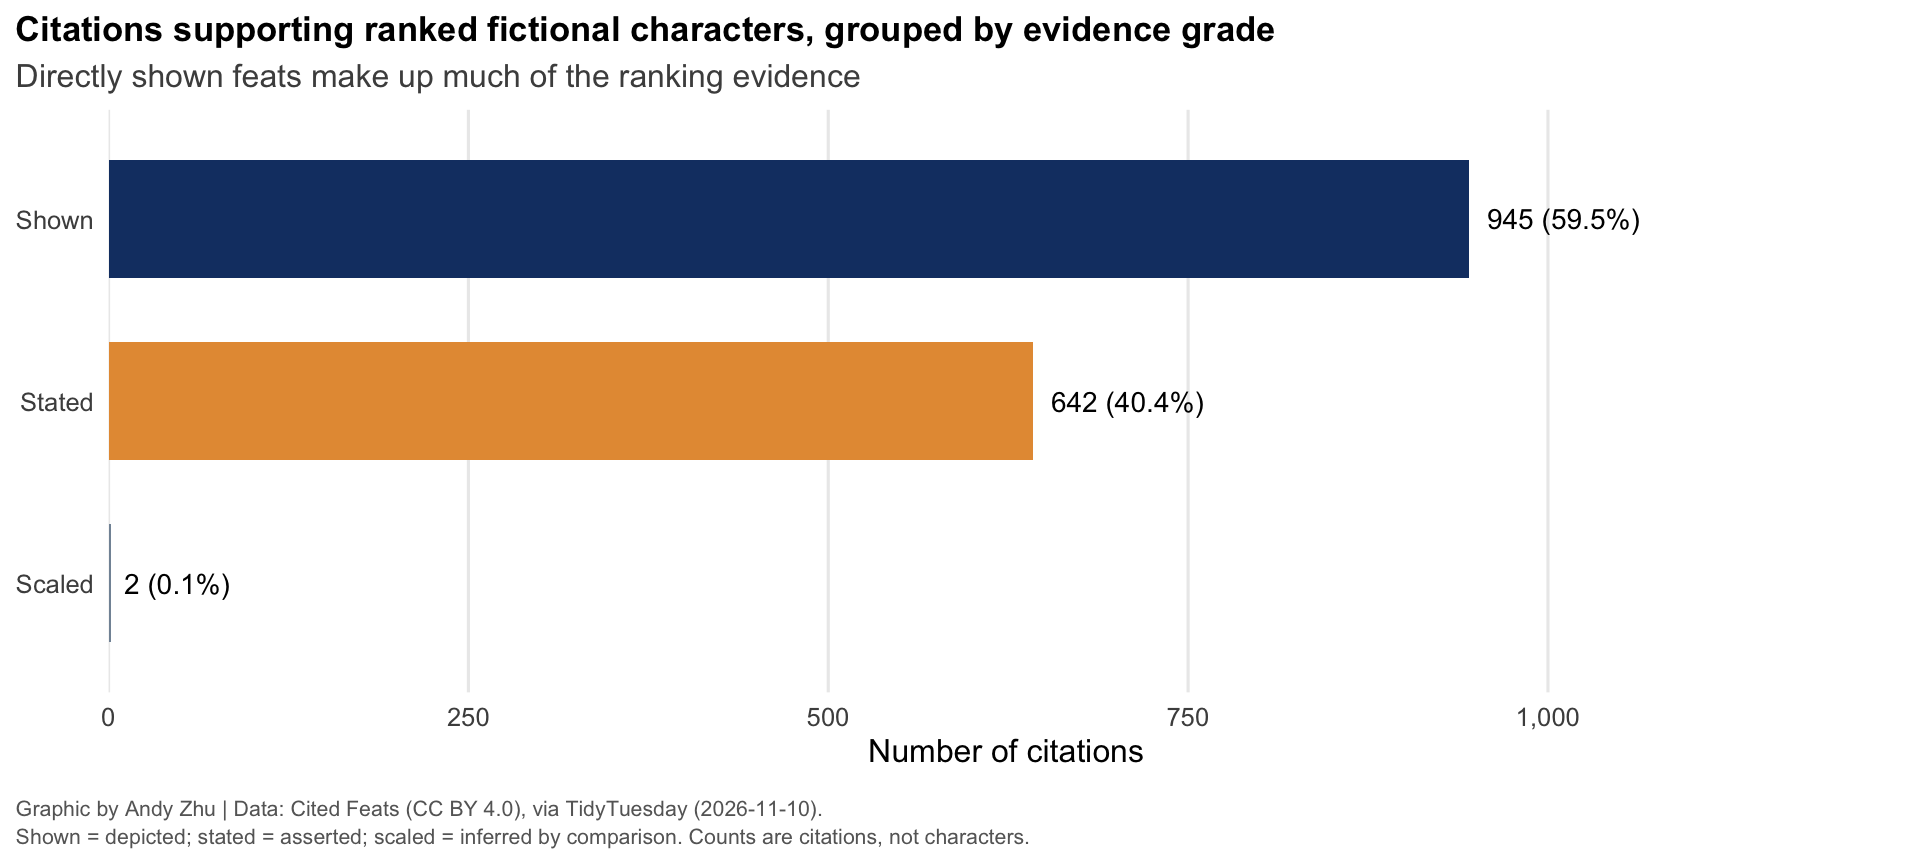 Citations supporting ranked fictional characters, grouped by evidence grade
Directly shown feats make up much of the ranking evidence
Shown
945 (59.5%)
Stated
642 (40.4%)
Scaled
2 (0.1%)
0
250
500
750
1,000
Number of citations
Graphic by Andy Zhu | Data: Cited Feats (CC BY 4.0), via TidyTuesday (2026-11-10).
Shown = depicted; stated = asserted; scaled = inferred by comparison. Counts are citations, not characters.